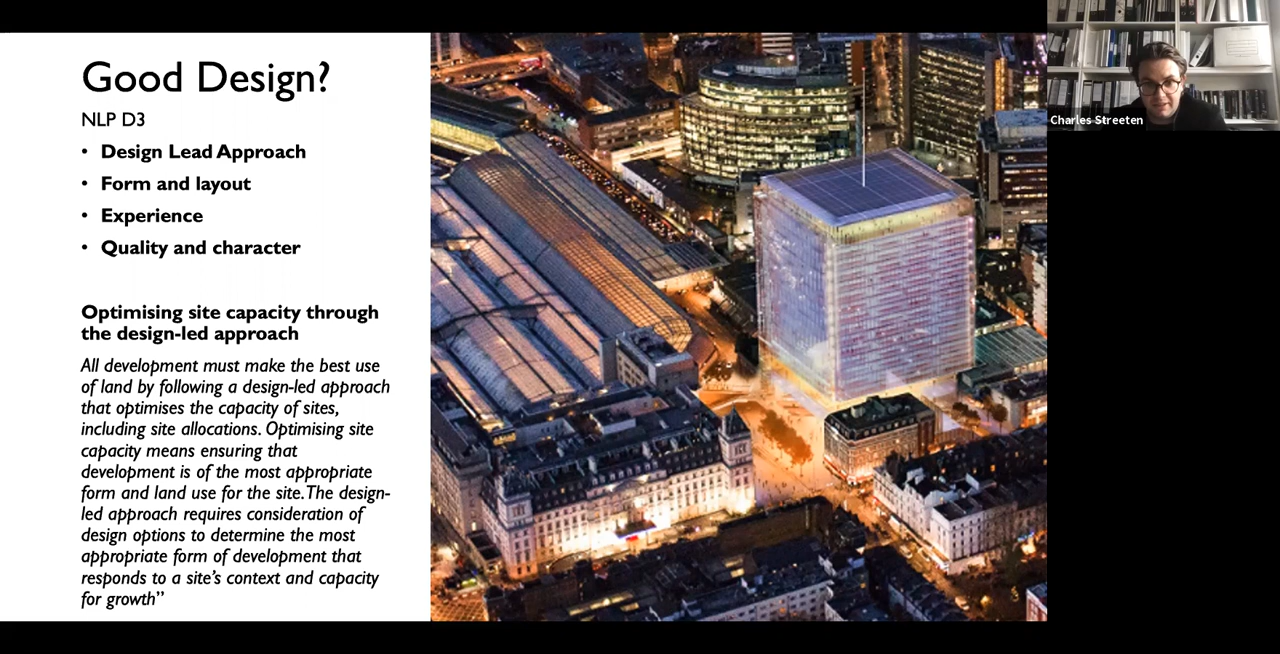 Good Design?
NLP D3
• Design Lead Approach
• Form and layout
• Experience
• Quality and character
Optimising site capacity through
the design-led approach
All development must make the best use
of land by following a design-led approach
that optimises the capacity of sites,
including site allocations. Optimising site
capacity means ensuring that
development is of the most appropriate
form and land use for the site. The design-
led approach requires consideration of
design options to determine the most
appropriate form of development that
responds to a site’s context and capacity
for growth”
Charles Streeten